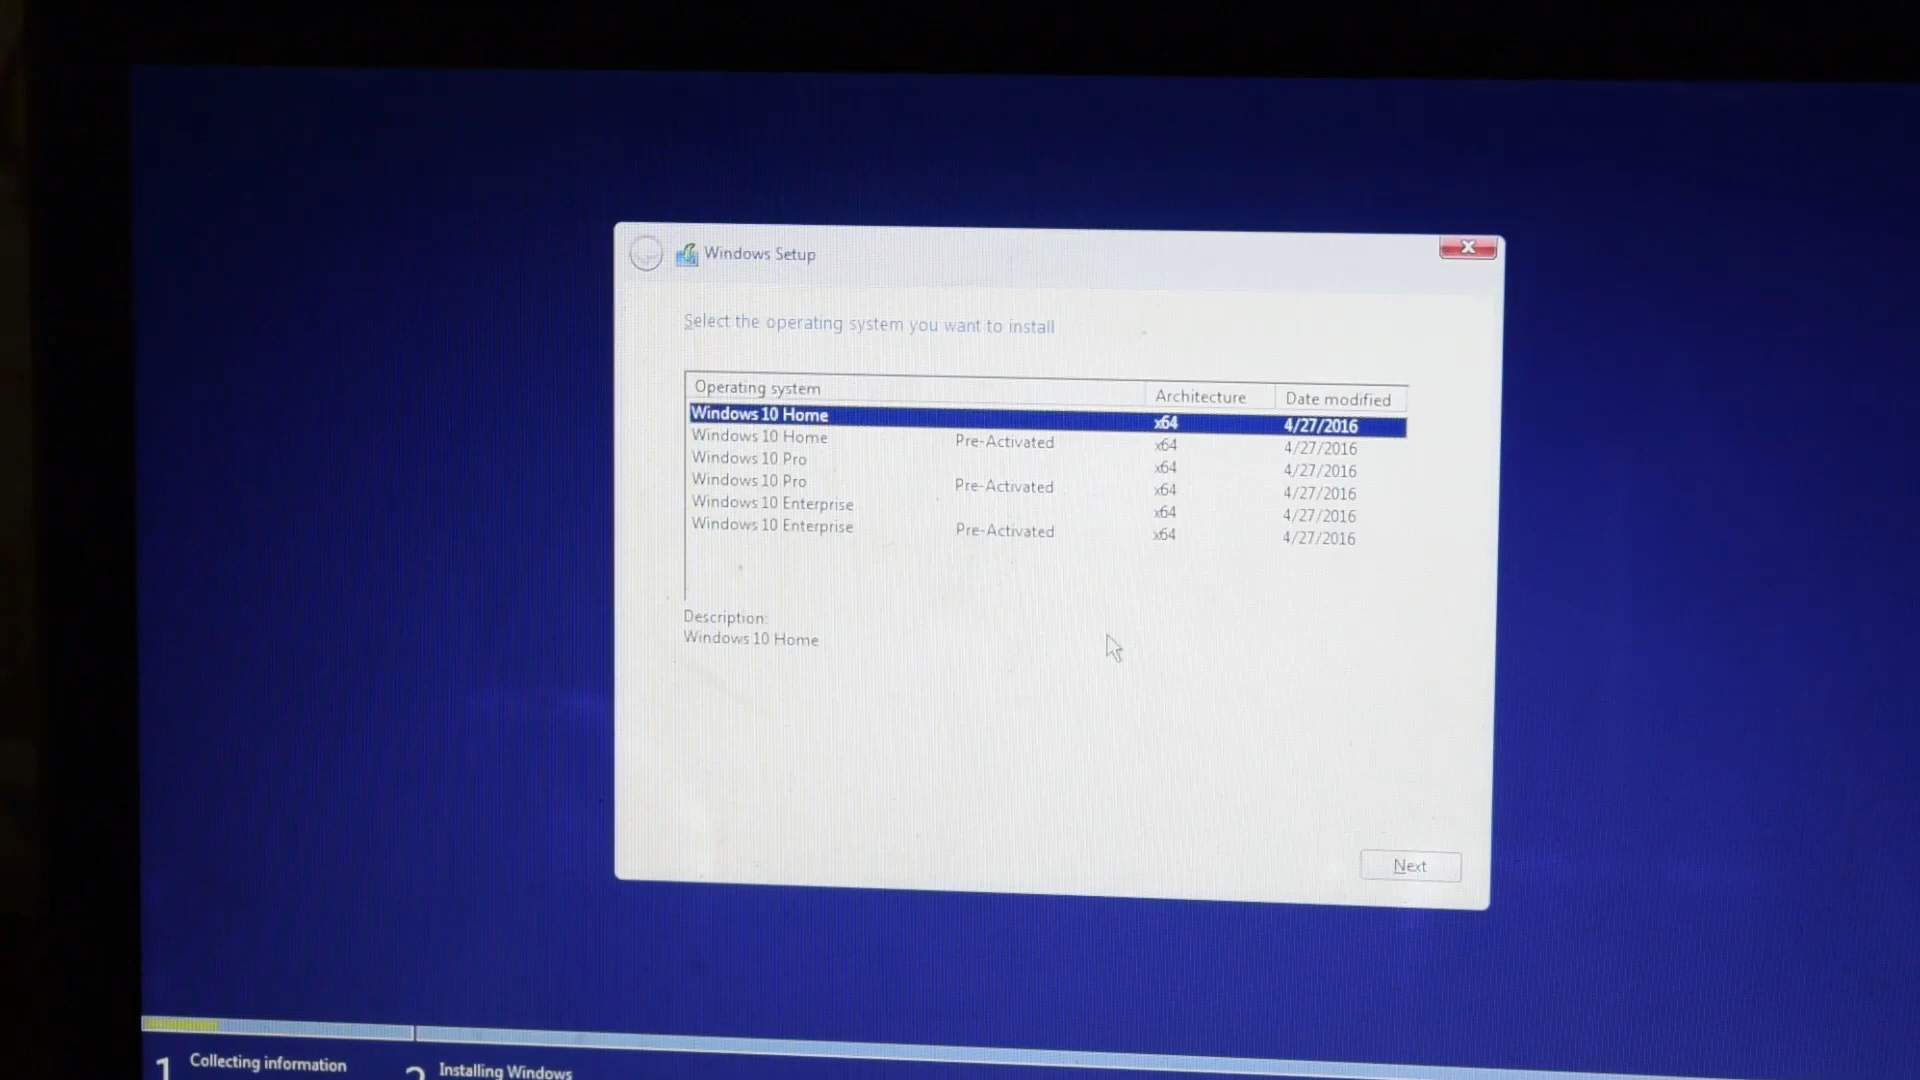 Windows Setup
Select the operating system you want to install
Operating system Architecture Date modified
Windows 10 Home x64 4/27/2016
Windows 10 Home Pre-Activated x64 4/27/2016
Windows 10 Pro x64 4/27/2016
Windows 10 Pro Pre-Activated x64 4/27/2016
Windows 10 Enterprise x64 4/27/2016
Windows 10 Enterprise Pre-Activated x64 4/27/2016
Description:
Windows 10 Home
Next
1 Collecting information 2 Installing Windows